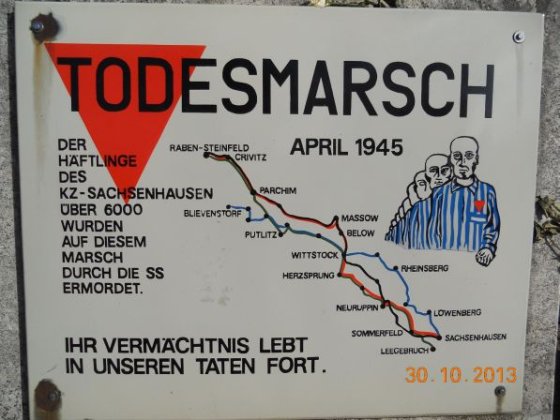 TODESMARSCH
APRIL 1945
DER
HÄFTLINGE
DES
KZ-SACHSENHAUSEN
ÜBER 6000
WURDEN
AUF DIESEM
MARSCH
DURCH DIE SS
ERMORDET.
RABEN-STEINFELD
CRIVITZ
PARCHIM
BLIEVENSTORF
PUTLITZ
MASSOW
BELOW
WITTSTOCK
HERZSPRUNG
RHEINSBERG
NEURUPPIN
LÖWENBERG
SOMMERFELD
SACHSENHAUSEN
LEEGEBRUCH
IHR VERMÄCHTNIS LEBT
IN UNSEREN TATEN FORT.
30.10.2013